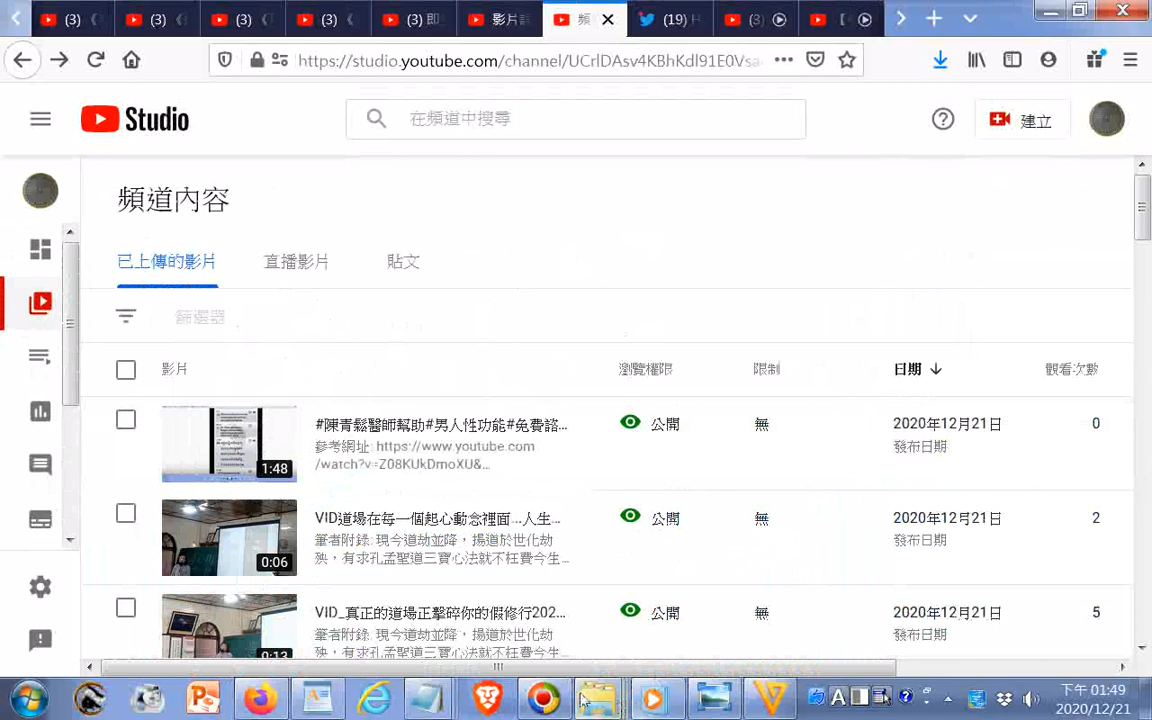 (3)
(3)
(3)
(3)
(3) 即
影片
(19)
(3)
https://studio.youtube.com/channel/UCrlDAsv4KBhKdl91E0Vsa
Studio
在頻道中搜尋
建立
頻道內容
已上傳的影片
直播影片
貼文
篩選器
影片
瀏覽權限
限制
日期
觀看次數
#陳青鬆醫師幫助#男人性功能#免費諮...
公開
無
2020年12月21日
0
參考網址: https://www.youtube.com
發布日期
/watch?v=Z08KUkDmoXU&...
1:48
VID道場在每一個起心動念裡面...人生...
公開
無
2020年12月21日
2
筆者附錄: 現今道劫並降，揚道於世化劫
發布日期
殃，有求孔孟聖道三寶心法就不枉費今生...
0:06
VID_真正的道場正擊碎你的假修行202...
公開
無
2020年12月21日
5
筆者附錄: 現今道劫並降，揚道於世化劫
發布日期
殃，有求孔孟聖道三寶心法就不枉費今生...
0:13
下午 01:49
2020/12/21